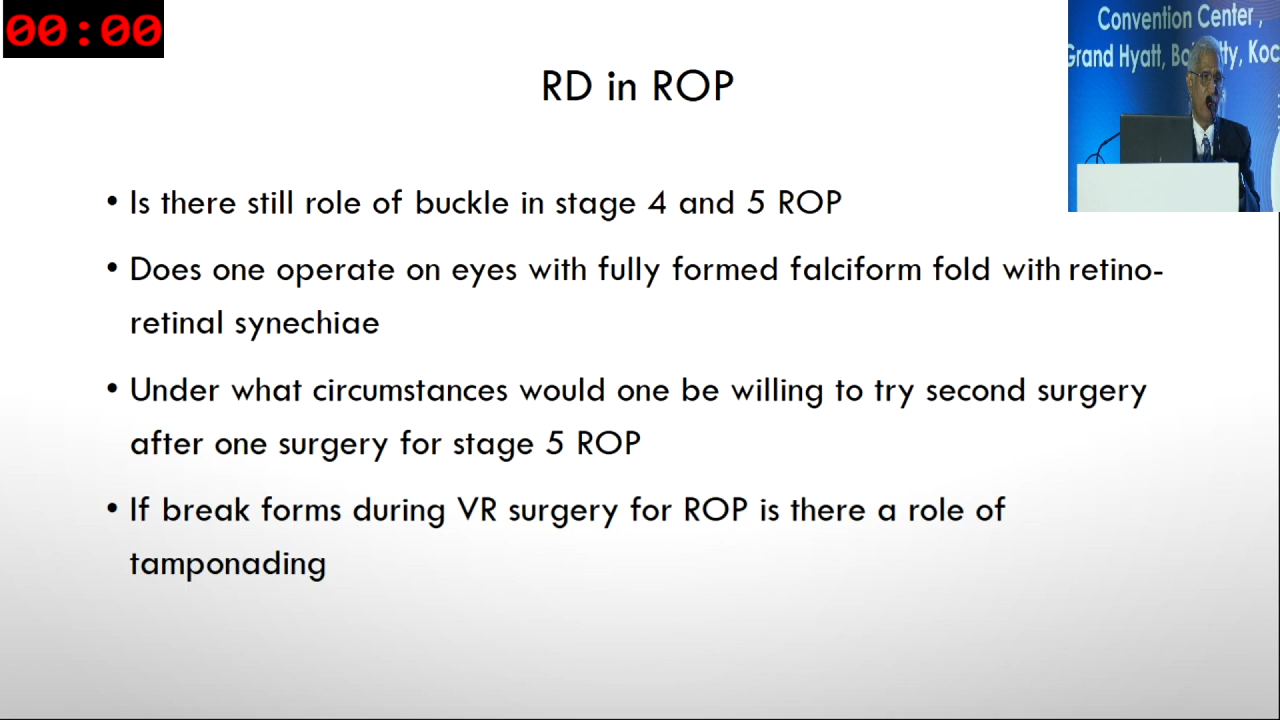 00:00
Convention Center ,
Grand Hyatt,
RD in ROP
• Is there still role of buckle in stage 4 and 5 ROP
• Does one operate on eyes with fully formed falciform fold with retino-
retinal synechiae
• Under what circumstances would one be willing to try second surgery
after one surgery for stage 5 ROP
• If break forms during VR surgery for ROP is there a role of
tamponading